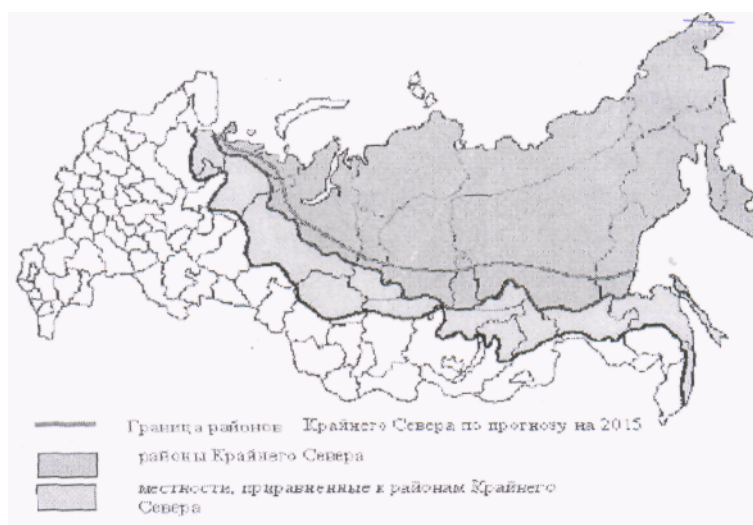 Граница районов Крайнего Севера по прогнозу на 2015
районы Крайнего Севера
местности, приравненные к районам Крайнего
Севера